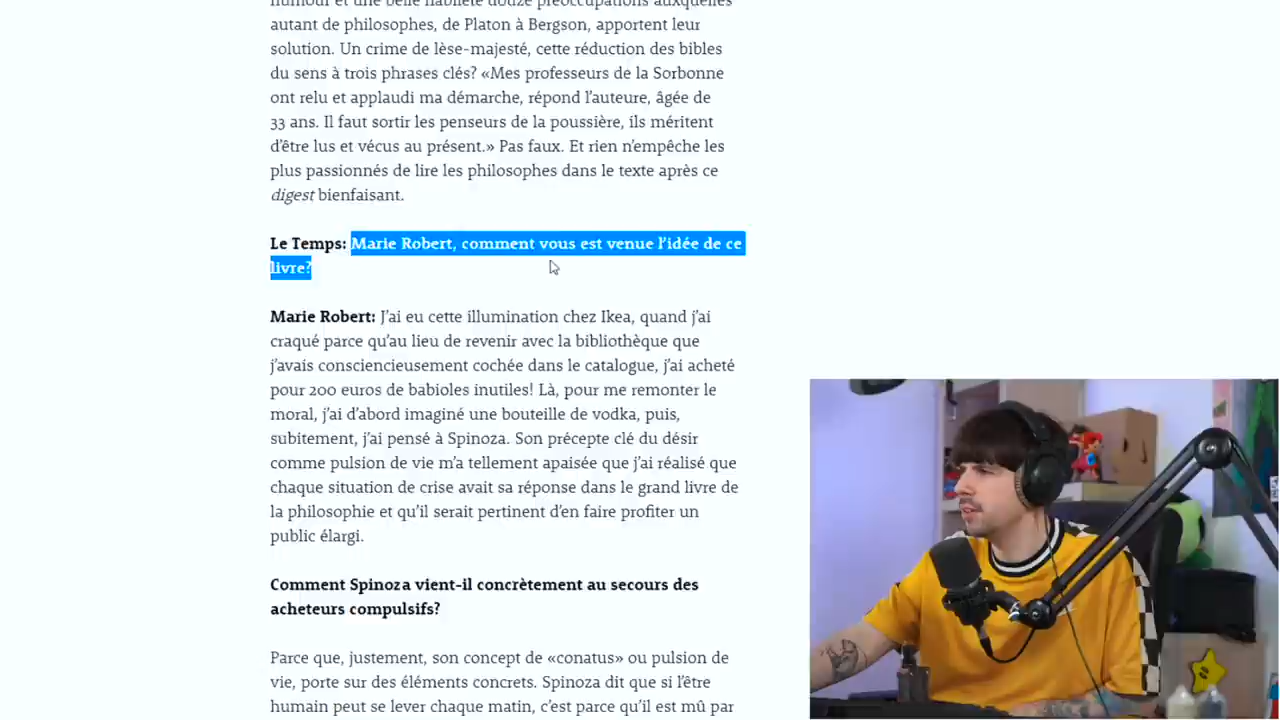 humour et une belle habileté douze préoccupations auxquelles
autant de philosophes, de Platon à Bergson, apportent leur
solution. Un crime de lèse-majesté, cette réduction des bibles
du sens à trois phrases clés? «Mes professeurs de la Sorbonne
ont relu et applaudi ma démarche, répond l’auteure, âgée de
33 ans. Il faut sortir les penseurs de la poussière, ils méritent
d’être lus et vécus au présent.» Pas faux. Et rien n’empêche les
plus passionnés de lire les philosophes dans le texte après ce
digest bienfaisant.
Le Temps: Marie Robert, comment vous est venue l’idée de ce
livre?
Marie Robert: J’ai eu cette illumination chez Ikea, quand j’ai
craqué parce qu’au lieu de revenir avec la bibliothèque que
j’avais consciencieusement cochée dans le catalogue, j’ai acheté
pour 200 euros de babioles inutiles! Là, pour me remonter le
moral, j’ai d’abord imaginé une bouteille de vodka, puis,
subitement, j’ai pensé à Spinoza. Son précepte clé du désir
comme pulsion de vie m’a tellement apaisée que j’ai réalisé que
chaque situation de crise avait sa réponse dans le grand livre de
la philosophie et qu’il serait pertinent d’en faire profiter un
public élargi.
Comment Spinoza vient-il concrètement au secours des
acheteurs compulsifs?
Parce que, justement, son concept de «conatus» ou pulsion de
vie, porte sur des éléments concrets. Spinoza dit que si l’être
humain peut se lever chaque matin, c’est parce qu’il est mû par